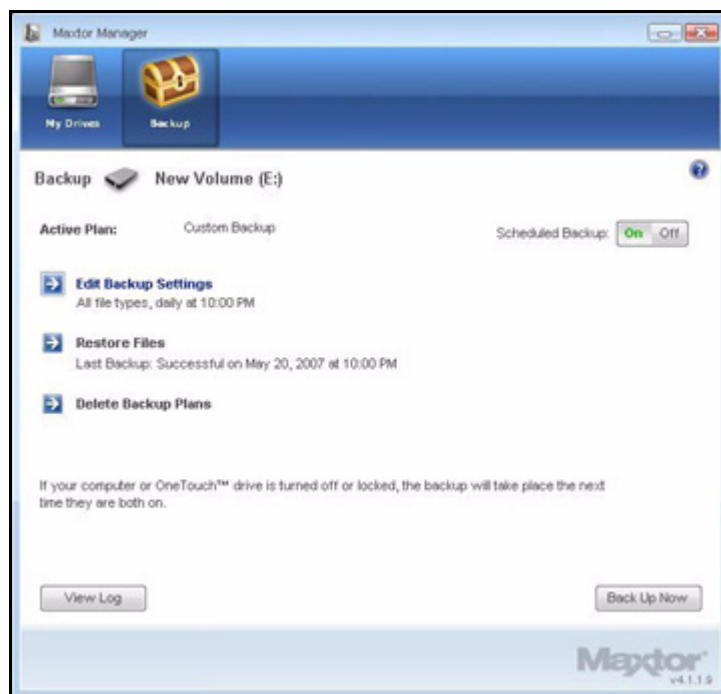 Maxtor Manager
My Drives
Backup
Backup New Volume (E:)
Active Plan: Custom Backup
Scheduled Backup: On Off
Edit Backup Settings
All file types, daily at 10:00 PM
Restore Files
Last Backup: Successful on May 20, 2007 at 10:00 PM
Delete Backup Plans
If your computer or OneTouch™ drive is turned off or locked, the backup will take place the next
time they are both on.
View Log
Back Up Now
Maxtor
v4.1.1.9